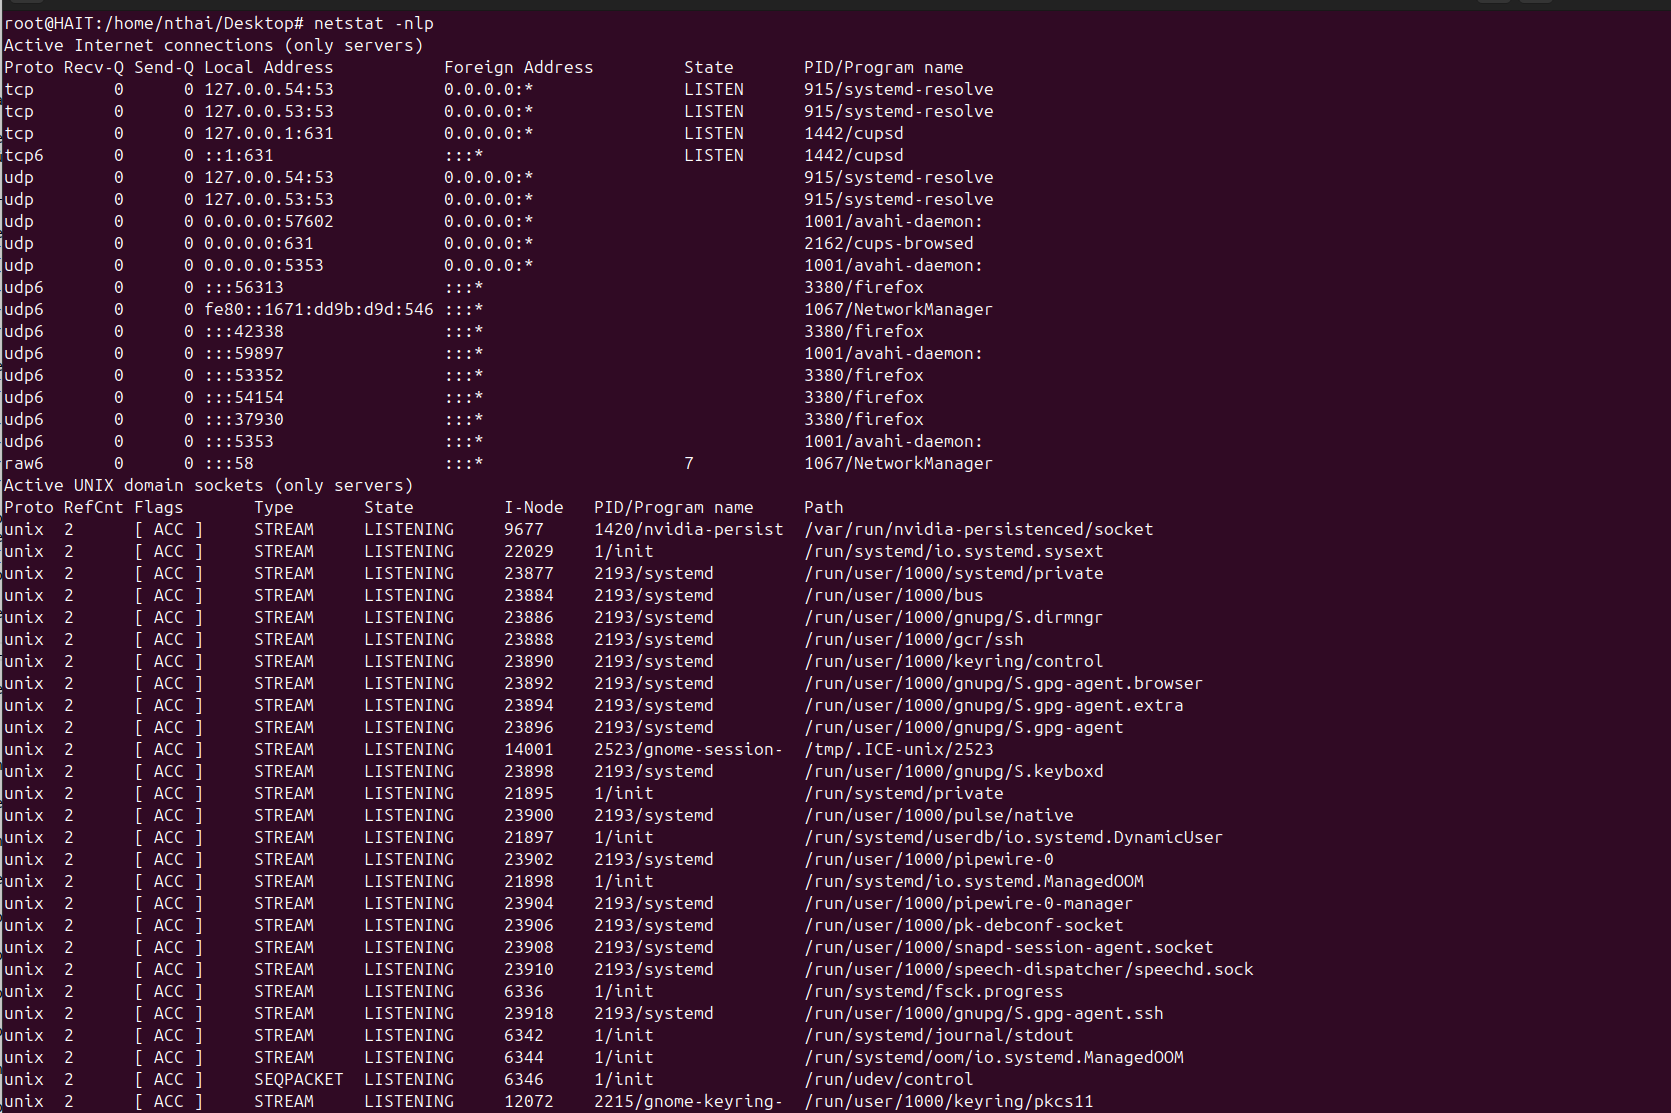 root@HAIT:/home/nthai/Desktop# netstat -nlp
Active Internet connections (only servers)
Proto Recv-Q Send-Q Local Address           Foreign Address         State       PID/Program name
tcp        0      0 127.0.0.54:53           0.0.0.0:*               LISTEN      915/systemd-resolve
tcp        0      0 127.0.0.53:53           0.0.0.0:*               LISTEN      915/systemd-resolve
tcp        0      0 127.0.0.1:631           0.0.0.0:*               LISTEN      1442/cupsd
tcp6       0      0 ::1:631                 :::*                    LISTEN      1442/cupsd
udp        0      0 127.0.0.54:53           0.0.0.0:*                           915/systemd-resolve
udp        0      0 127.0.0.53:53           0.0.0.0:*                           915/systemd-resolve
udp        0      0 0.0.0.0:57602           0.0.0.0:*                           1001/avahi-daemon:
udp        0      0 0.0.0.0:631             0.0.0.0:*                           2162/cups-browsed
udp        0      0 0.0.0.0:5353            0.0.0.0:*                           1001/avahi-daemon:
udp6       0      0 :::56313                :::*                                3380/firefox
udp6       0      0 fe80::1671:dd9b:d9d:546 :::*                                1067/NetworkManager
udp6       0      0 :::42338                :::*                                3380/firefox
udp6       0      0 :::59897                :::*                                1001/avahi-daemon:
udp6       0      0 :::53352                :::*                                3380/firefox
udp6       0      0 :::54154                :::*                                3380/firefox
udp6       0      0 :::37930                :::*                                3380/firefox
udp6       0      0 :::5353                 :::*                                1001/avahi-daemon:
raw6       0      0 :::58                   :::*                    7           1067/NetworkManager
Active UNIX domain sockets (only servers)
Proto RefCnt Flags       Type       State         I-Node   PID/Program name     Path
unix  2      [ ACC ]     STREAM     LISTENING     9677     1420/nvidia-persist  /var/run/nvidia-persistenced/socket
unix  2      [ ACC ]     STREAM     LISTENING     22029    1/init               /run/systemd/io.systemd.sysext
unix  2      [ ACC ]     STREAM     LISTENING     23877    2193/systemd         /run/user/1000/systemd/private
unix  2      [ ACC ]     STREAM     LISTENING     23884    2193/systemd         /run/user/1000/bus
unix  2      [ ACC ]     STREAM     LISTENING     23886    2193/systemd         /run/user/1000/gnupg/S.dirmngr
unix  2      [ ACC ]     STREAM     LISTENING     23888    2193/systemd         /run/user/1000/gcr/ssh
unix  2      [ ACC ]     STREAM     LISTENING     23890    2193/systemd         /run/user/1000/keyring/control
unix  2      [ ACC ]     STREAM     LISTENING     23892    2193/systemd         /run/user/1000/gnupg/S.gpg-agent.browser
unix  2      [ ACC ]     STREAM     LISTENING     23894    2193/systemd         /run/user/1000/gnupg/S.gpg-agent.extra
unix  2      [ ACC ]     STREAM     LISTENING     23896    2193/systemd         /run/user/1000/gnupg/S.gpg-agent
unix  2      [ ACC ]     STREAM     LISTENING     14001    2523/gnome-session-  /tmp/.ICE-unix/2523
unix  2      [ ACC ]     STREAM     LISTENING     23898    2193/systemd         /run/user/1000/gnupg/S.keyboxd
unix  2      [ ACC ]     STREAM     LISTENING     21895    1/init               /run/systemd/private
unix  2      [ ACC ]     STREAM     LISTENING     23900    2193/systemd         /run/user/1000/pulse/native
unix  2      [ ACC ]     STREAM     LISTENING     21897    1/init               /run/systemd/userdb/io.systemd.DynamicUser
unix  2      [ ACC ]     STREAM     LISTENING     23902    2193/systemd         /run/user/1000/pipewire-0
unix  2      [ ACC ]     STREAM     LISTENING     21898    1/init               /run/systemd/io.systemd.ManagedOOM
unix  2      [ ACC ]     STREAM     LISTENING     23904    2193/systemd         /run/user/1000/pipewire-0-manager
unix  2      [ ACC ]     STREAM     LISTENING     23906    2193/systemd         /run/user/1000/pk-debconf-socket
unix  2      [ ACC ]     STREAM     LISTENING     23908    2193/systemd         /run/user/1000/snapd-session-agent.socket
unix  2      [ ACC ]     STREAM     LISTENING     23910    2193/systemd         /run/user/1000/speech-dispatcher/speechd.sock
unix  2      [ ACC ]     STREAM     LISTENING     6336     1/init               /run/systemd/fsck.progress
unix  2      [ ACC ]     STREAM     LISTENING     23918    2193/systemd         /run/user/1000/gnupg/S.gpg-agent.ssh
unix  2      [ ACC ]     STREAM     LISTENING     6342     1/init               /run/systemd/journal/stdout
unix  2      [ ACC ]     STREAM     LISTENING     6344     1/init               /run/systemd/oom/io.systemd.ManagedOOM
unix  2      [ ACC ]     SEQPACKET  LISTENING     6346     1/init               /run/udev/control
unix  2      [ ACC ]     STREAM     LISTENING     12072    2215/gnome-keyring-  /run/user/1000/keyring/pkcs11